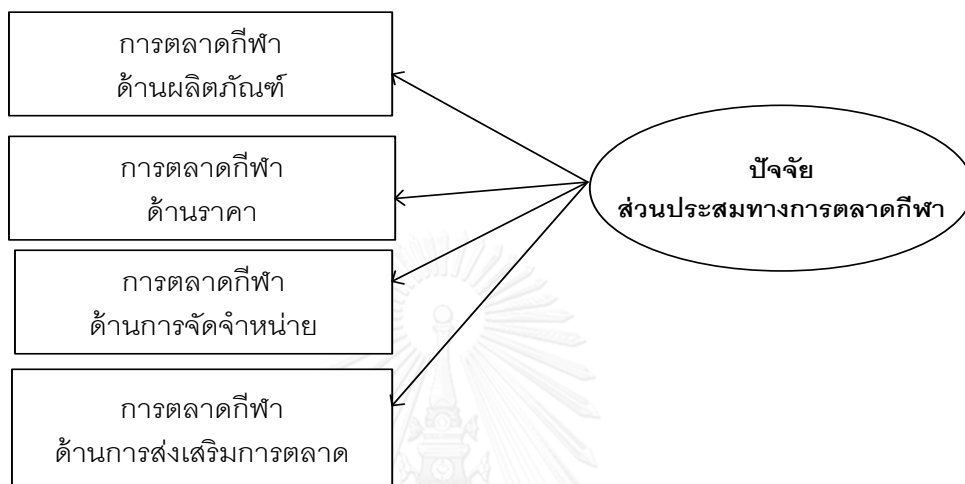 การตลาดกีฬา
ด้านผลิตภัณฑ์
การตลาดกีฬา
ด้านราคา
การตลาดกีฬา
ด้านการจัดจำหน่าย
การตลาดกีฬา
ด้านการส่งเสริมการตลาด
ปัจจัย
ส่วนประสมทางการตลาดกีฬา